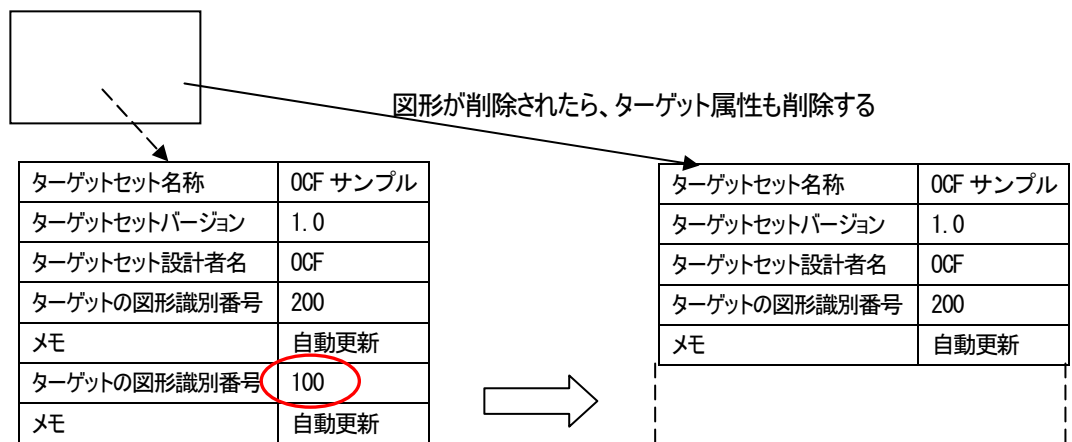 図形が削除されたら、ターゲット属性も削除する
ターゲットセット名称 OCF サンプル
ターゲットセットバージョン 1.0
ターゲットセット設計者名 OCF
ターゲットの図形識別番号 200
メモ 自動更新
ターゲットの図形識別番号 100
メモ 自動更新
ターゲットセット名称 OCF サンプル
ターゲットセットバージョン 1.0
ターゲットセット設計者名 OCF
ターゲットの図形識別番号 200
メモ 自動更新